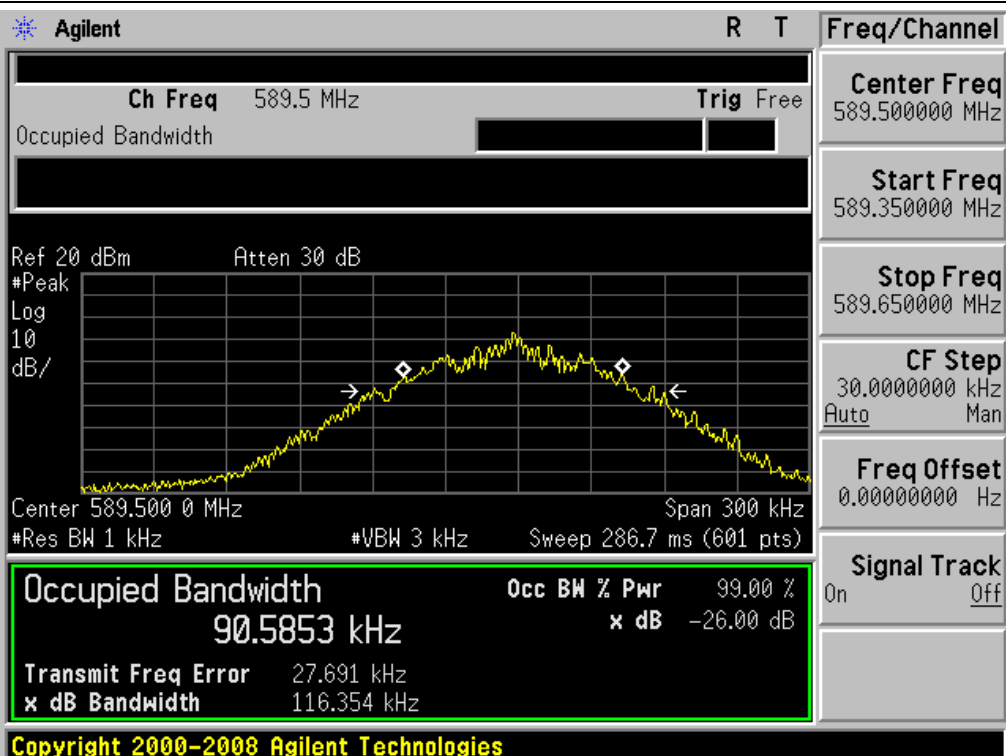 Agilent R T
Ch Freq 589.5 MHz Trig Free
Occupied Bandwidth
Ref 20 dBm Atten 30 dB
#Peak
Log
10
dB/
Center 589.500 0 MHz Span 300 kHz
#Res BW 1 kHz #VBW 3 kHz Sweep 286.7 ms (601 pts)
Occupied Bandwidth Occ BW % Pwr 99.00 %
90.5853 kHz x dB -26.00 dB
Transmit Freq Error 27.691 kHz
x dB Bandwidth 116.354 kHz
Copyright 2000-2008 Agilent Technologies
Freq/Channel
Center Freq
589.500000 MHz
Start Freq
589.350000 MHz
Stop Freq
589.650000 MHz
CF Step
30.0000000 kHz
Auto Man
Freq Offset
0.00000000 Hz
Signal Track
On Off